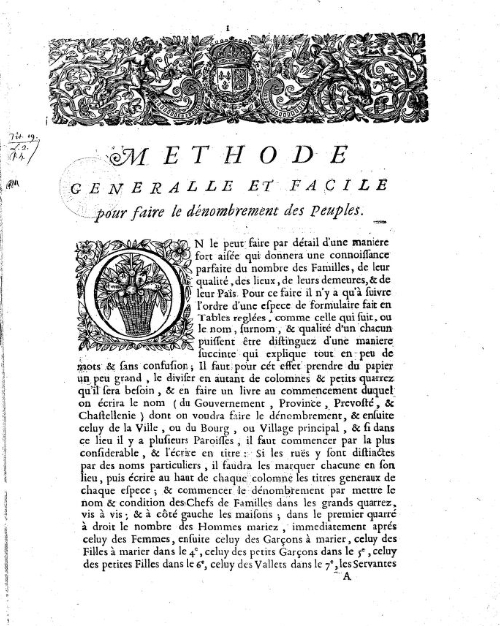 1
METHODE
GENERALLE ET FACILE
pour faire le dénombrement des Peuples.
ON le peut faire par détail d'une maniere
fort aisée qui donnera une connoissance
parfaite du nombre des Familles, de leur
qualité, des lieux, de leurs demeures, & de
leur Païs. Pour ce faire il n'y a qu'à suivre
l'ordre d'une espece de formulaire fait en
Tables reglées, comme celle qui suit, ou
le nom, surnom, & qualité d'un chacun
puissent être distinguez d'une maniere
succinte qui explique tout en peu de
mots & sans confusion; Il faut pour cét effet prendre du papier
un peu grand, le diviser en autant de colomnes & petits quarrez
qu'il sera besoin, & en faire un livre au commencement duquel
on écrira le nom (du Gouvernement, Province, Prevosté, &
Chastellenie) dont on voudra faire le dénombrement, & ensuite
celuy de la Ville, ou du Bourg, ou Village principal, & si dans
ce lieu il y a plusieurs Paroisses, il faut commencer par la plus
considerable, & l'écrire en titre: Si les ruës y sont distinctes
par des noms particuliers, il faudra les marquer chacune en son
lieu, puis écrire au haut de chaque colomne les titres generaux de
chaque espece; & commencer le dénombrement par mettre le
nom & condition des Chefs de Familles dans les grands quarrez,
vis à vis; & à côté gauche les maisons; dans le premier quarré
à droit le nombre des Hommes mariez, immediatement aprés
celuy des Femmes, ensuite celuy des Garçons à marier, celuy des
Filles à marier dans le 4e, celuy des petits Garçons dans le 5e, celuy
des petites Filles dans le 6e, celuy des Vallets dans le 7e, les Servantes
A